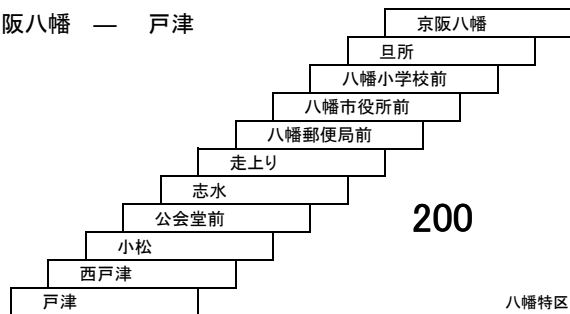 阪八幡 ― 戸津
京阪八幡
旦所
八幡小学校前
八幡市役所前
八幡郵便局前
走上り
志水
公会堂前
200
小松
西戸津
戸津
八幡特区